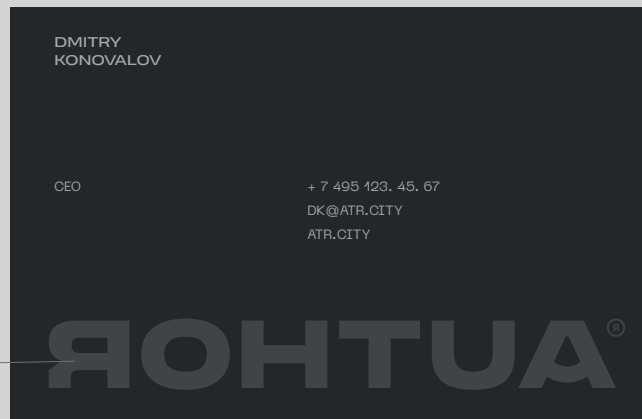 DMITRY
KONOVALOV
CEO
+ 7 495 123. 45. 67
DK@ATR.CITY
ATR.CITY
ЯOHTUA
Я